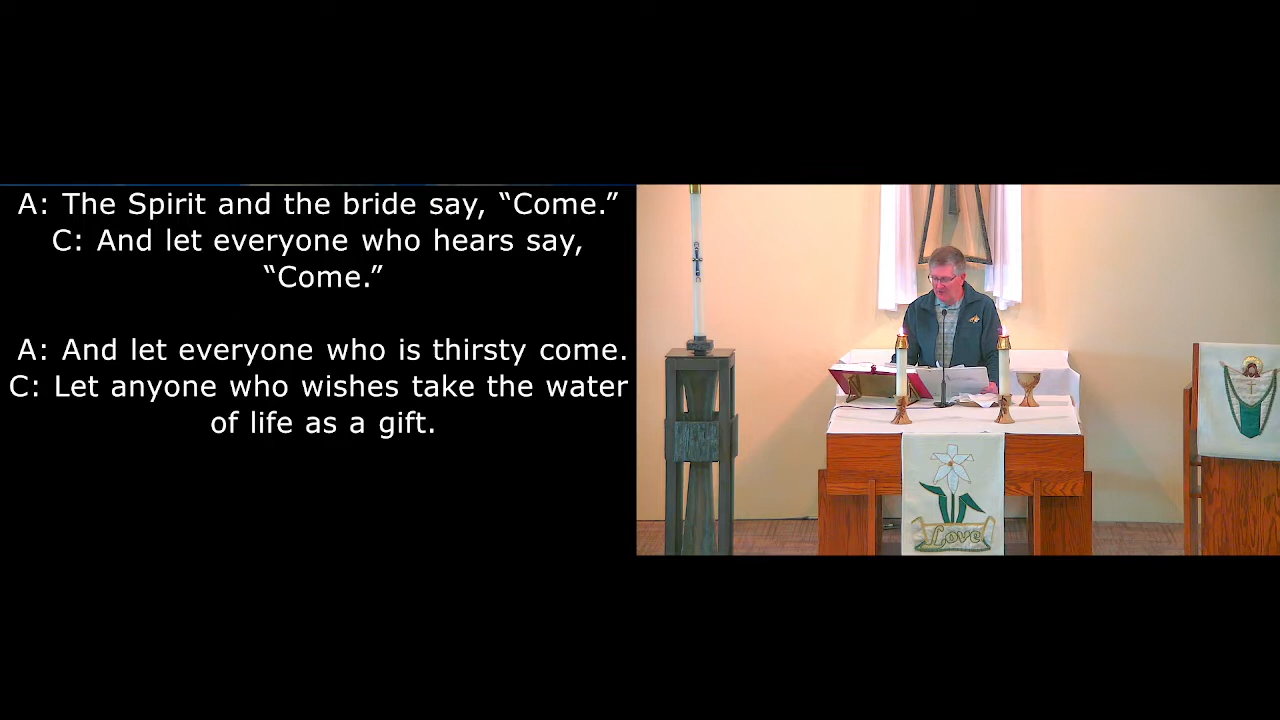 A: The Spirit and the bride say, “Come.”
C: And let everyone who hears say,
“Come.”
A: And let everyone who is thirsty come.
C: Let anyone who wishes take the water
of life as a gift.
Love